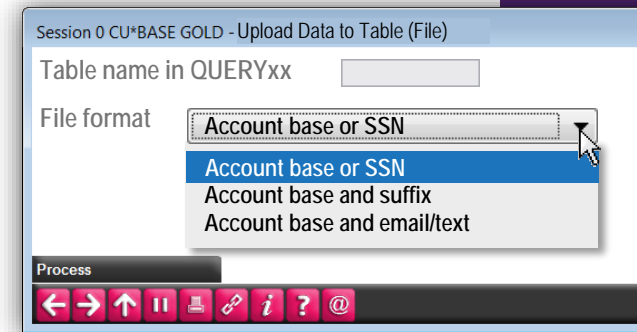 Session 0 CU*BASE GOLD - Upload Data to Table (File)
Table name in QUERYxx
File format
Account base or SSN
Account base or SSN
Account base and suffix
Account base and email/text
Process
i ? @